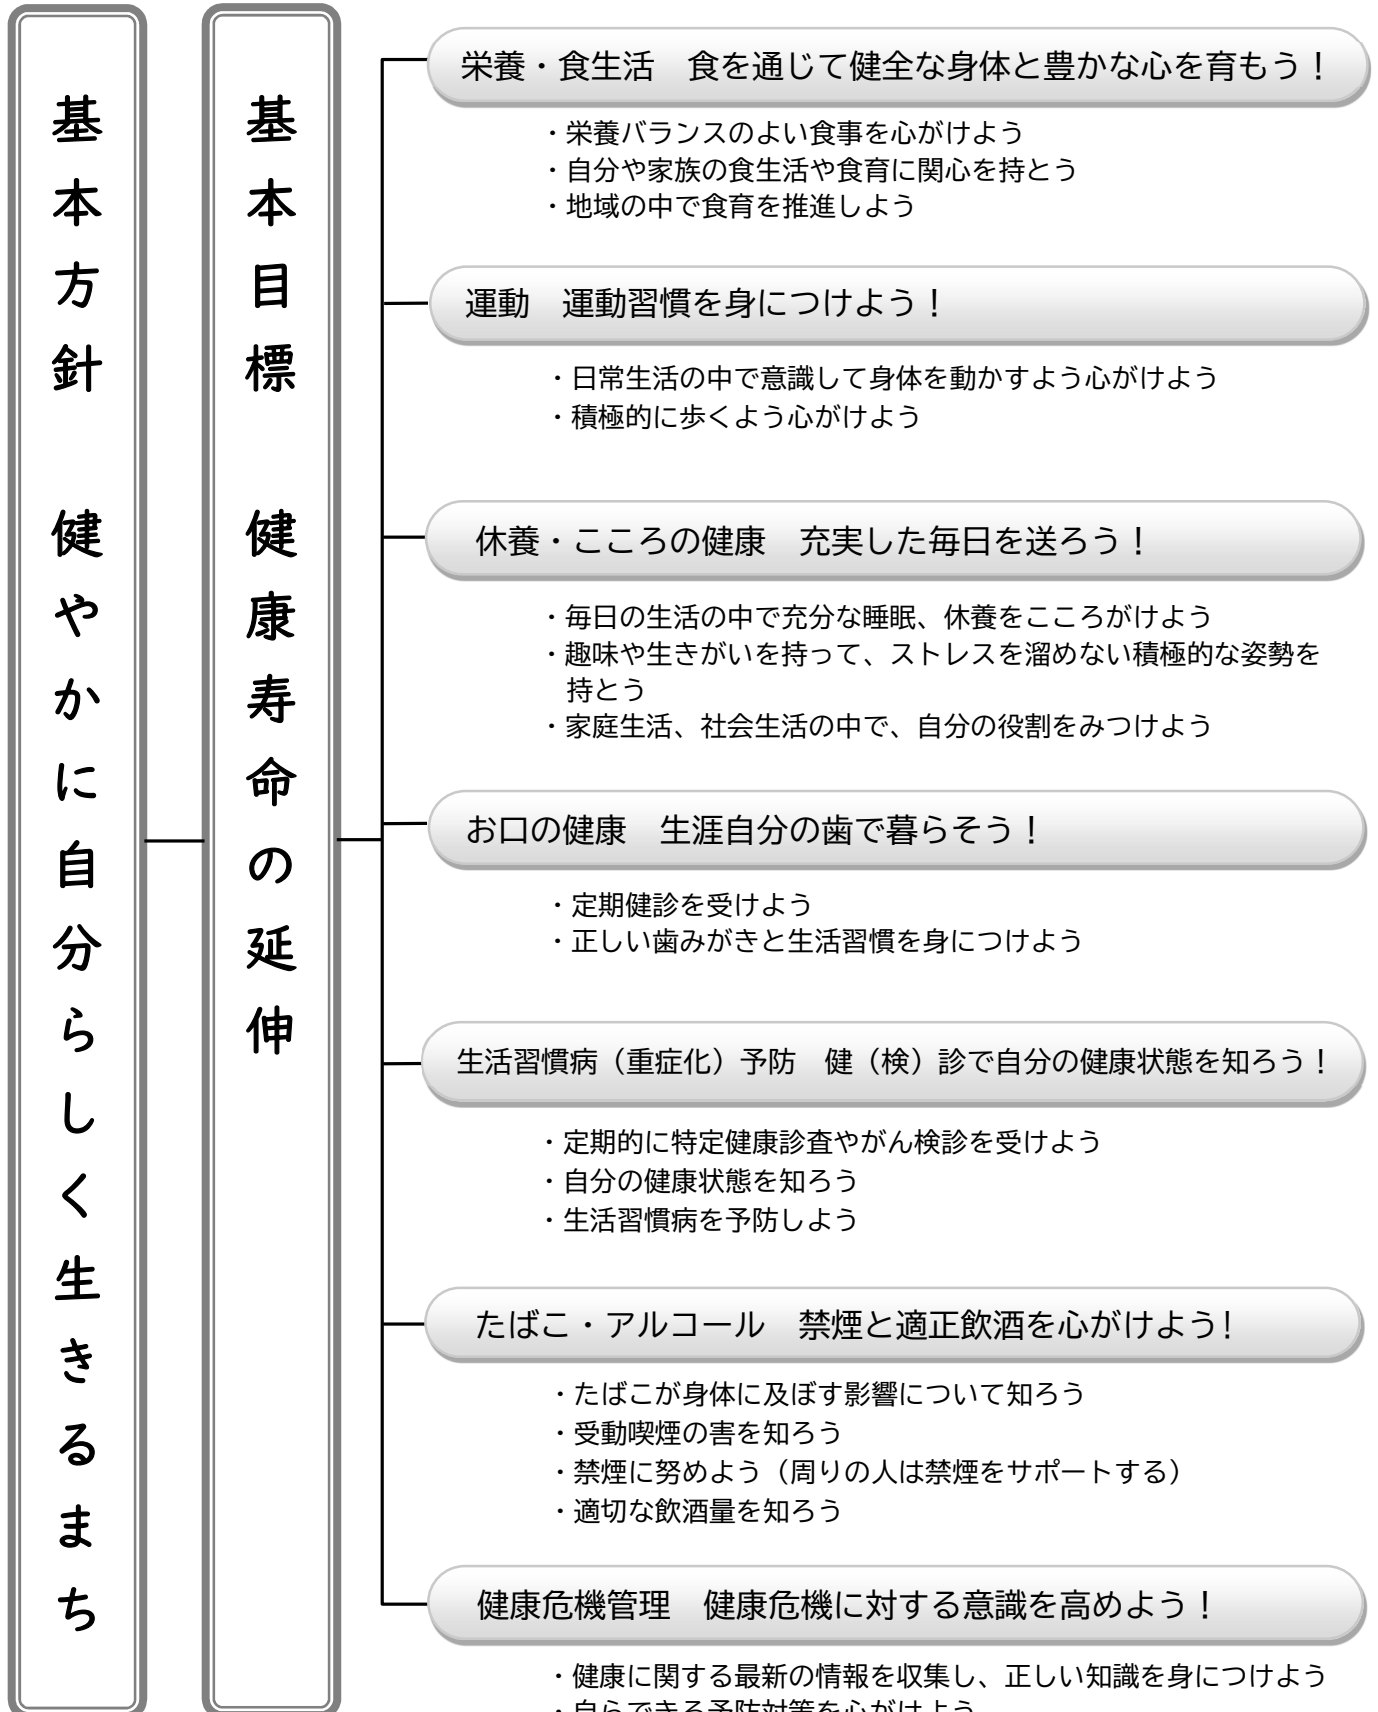 基本方針　健やかに自分らしく生きるまち
基本目標　健康寿命の延伸
栄養・食生活　食を通じて健全な身体と豊かな心を育もう！
・栄養バランスのよい食事を心がけよう
・自分や家族の食生活や食育に関心を持とう
・地域の中で食育を推進しよう
運動　運動習慣を身につけよう！
・日常生活の中で意識して身体を動かすよう心がけよう
・積極的に歩くよう心がけよう
休養・こころの健康　充実した毎日を送ろう！
・毎日の生活の中で充分な睡眠、休養をこころがけよう
・趣味や生きがいを持って、ストレスを溜めない積極的な姿勢を
持とう
・家庭生活、社会生活の中で、自分の役割をみつけよう
お口の健康　生涯自分の歯で暮らそう！
・定期健診を受けよう
・正しい歯みがきと生活習慣を身につけよう
生活習慣病（重症化）予防　健（検）診で自分の健康状態を知ろう！
・定期的に特定健康診査やがん検診を受けよう
・自分の健康状態を知ろう
・生活習慣病を予防しよう
たばこ・アルコール　禁煙と適正飲酒を心がけよう！
・たばこが身体に及ぼす影響について知ろう
・受動喫煙の害を知ろう
・禁煙に努めよう（周りの人は禁煙をサポートする）
・適切な飲酒量を知ろう
健康危機管理　健康危機に対する意識を高めよう！
・健康に関する最新の情報を収集し、正しい知識を身につけよう
・自らできる予防対策を心がけよう